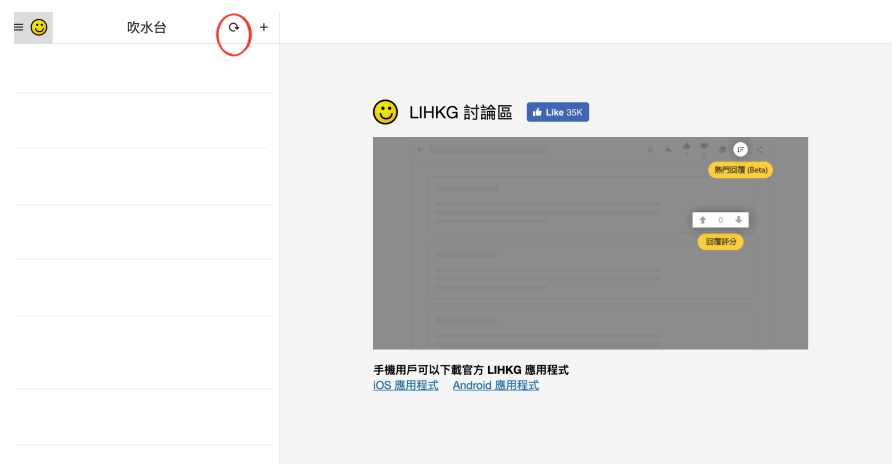 吹水台
LIHKG 討論區
Like 35K
熱門回覆 (Beta)
0
回覆評分
手機用戶可以下載官方 LIHKG 應用程式
iOS 應用程式 Android 應用程式